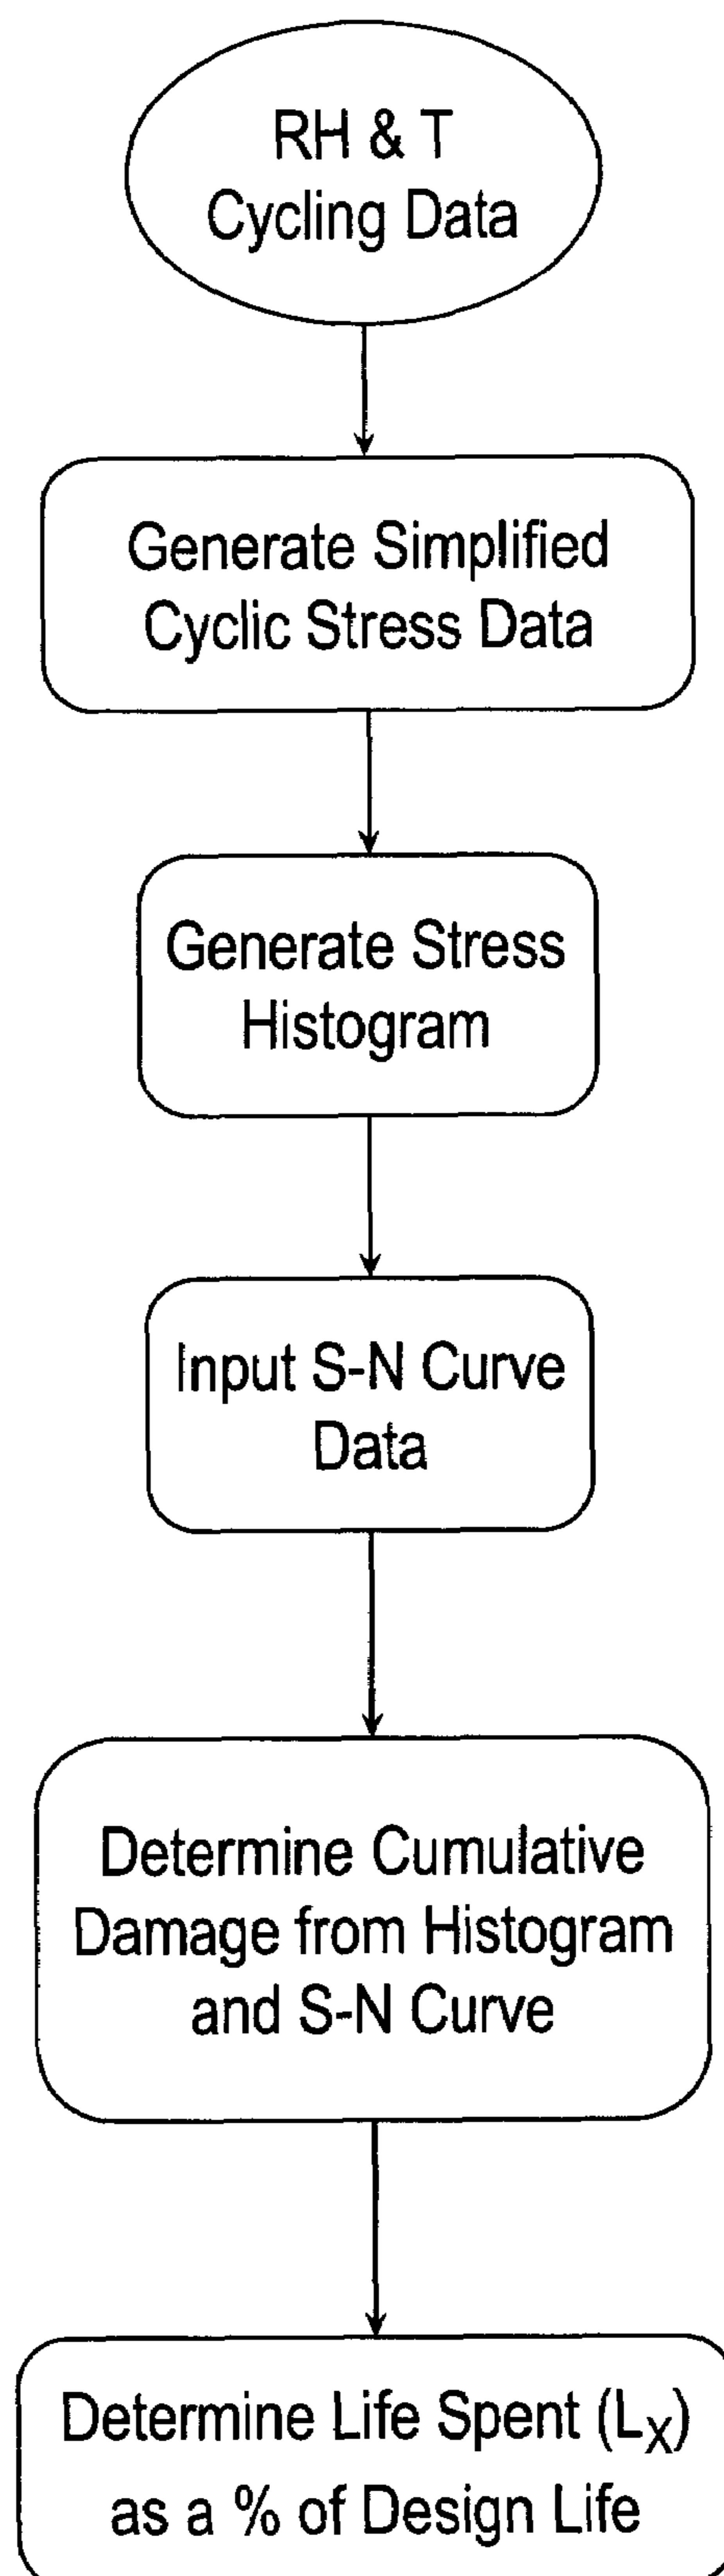 RH & T
Cycling Data
Generate Simplified
Cyclic Stress Data
Generate Stress
Histogram
Input S-N Curve
Data
Determine Cumulative
Damage from Histogram
and S-N Curve
Determine Life Spent (LX)
as a % of Design Life